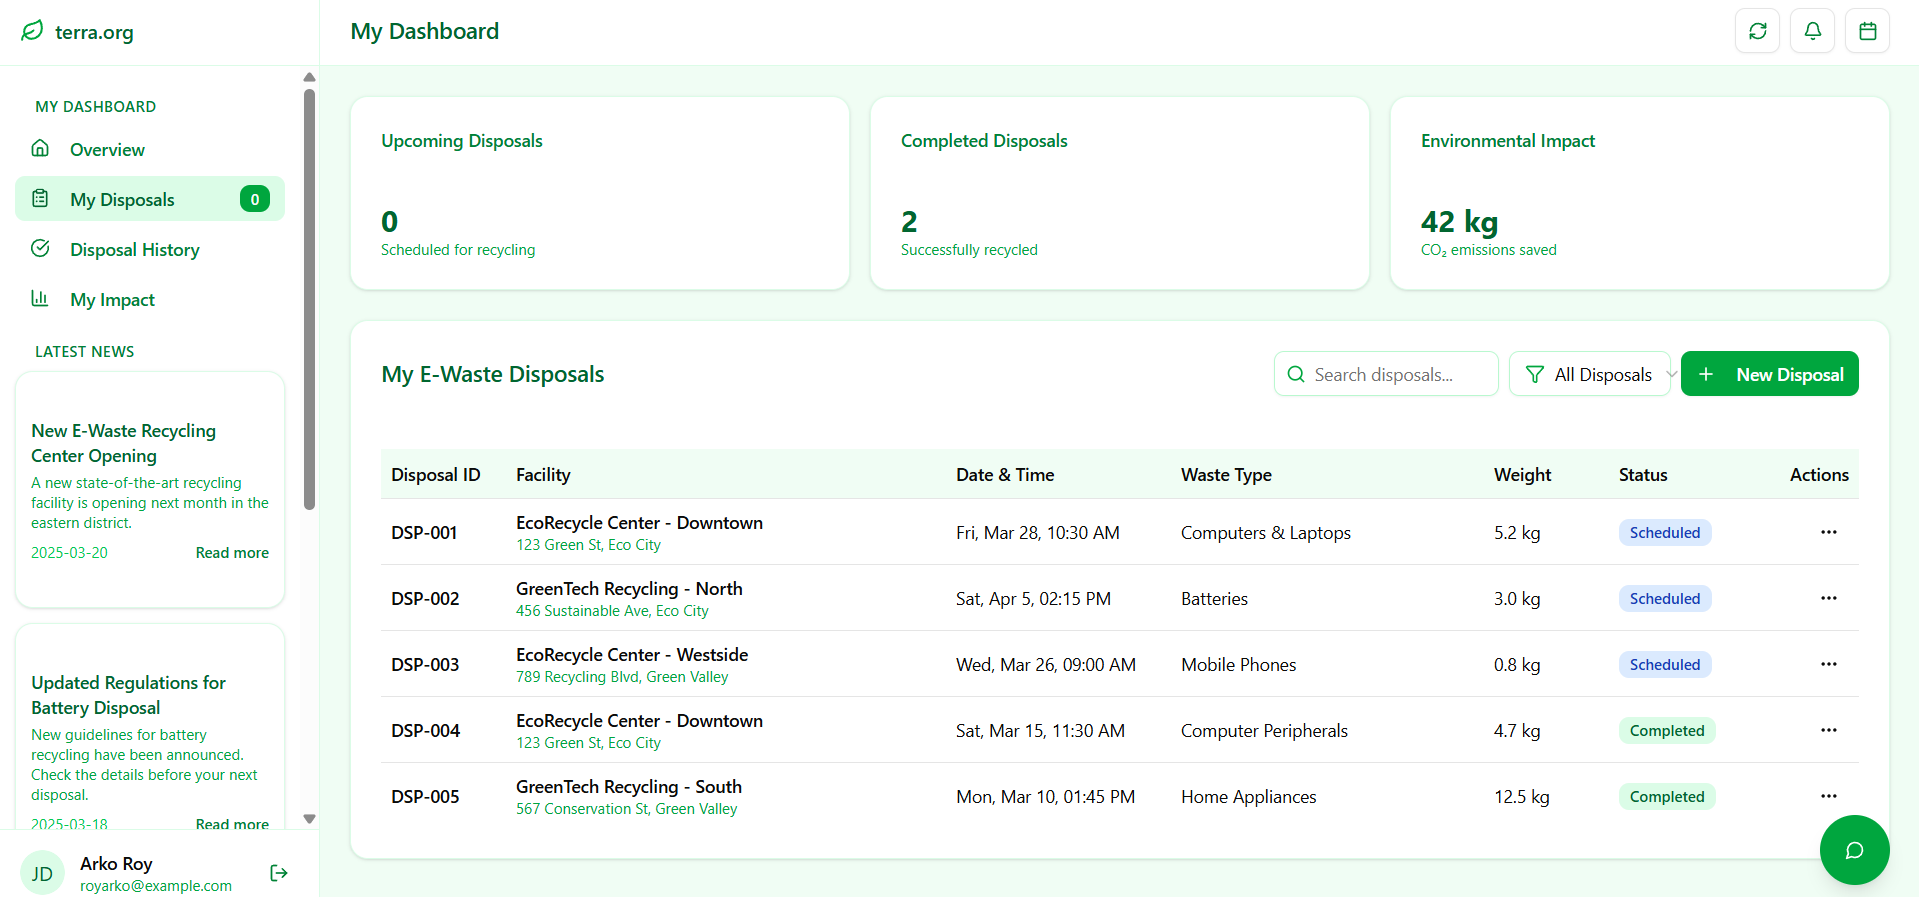 terra.org
My Dashboard
MY DASHBOARD
Overview
My Disposals 0
Disposal History
My Impact
LATEST NEWS
New E-Waste Recycling
Center Opening
A new state-of-the-art recycling
facility is opening next month in the
eastern district.
2025-03-20 Read more
Updated Regulations for
Battery Disposal
New guidelines for battery
recycling have been announced.
Check the details before your next
disposal.
2025-03-18 Read more
JD
Arko Roy
royarko@example.com
Upcoming Disposals
0
Scheduled for recycling
Completed Disposals
2
Successfully recycled
Environmental Impact
42 kg
CO₂ emissions saved
My E-Waste Disposals
Search disposals...
All Disposals
New Disposal
Disposal ID Facility Date & Time Waste Type Weight Status Actions
DSP-001 EcoRecycle Center - Downtown Fri, Mar 28, 10:30 AM Computers & Laptops 5.2 kg Scheduled
123 Green St, Eco City
DSP-002 GreenTech Recycling - North Sat, Apr 5, 02:15 PM Batteries 3.0 kg Scheduled
456 Sustainable Ave, Eco City
DSP-003 EcoRecycle Center - Westside Wed, Mar 26, 09:00 AM Mobile Phones 0.8 kg Scheduled
789 Recycling Blvd, Green Valley
DSP-004 EcoRecycle Center - Downtown Sat, Mar 15, 11:30 AM Computer Peripherals 4.7 kg Completed
123 Green St, Eco City
DSP-005 GreenTech Recycling - South Mon, Mar 10, 01:45 PM Home Appliances 12.5 kg Completed
567 Conservation St, Green Valley